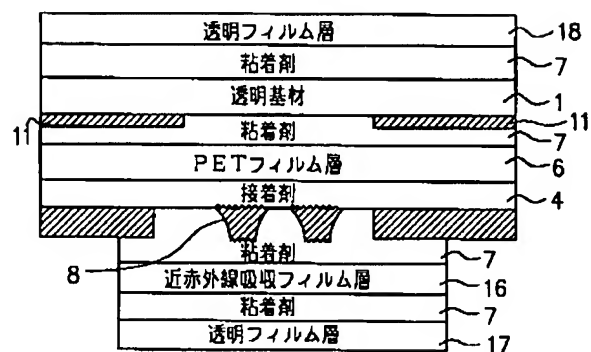 透明フィルム層 18
粘着剤 7
透明基材 1
11 11
粘着剤 7
PETフィルム層 6
接着剤 4
8 粘着剤 7
近赤外線吸収フィルム層 16
粘着剤 7
透明フィルム層 17